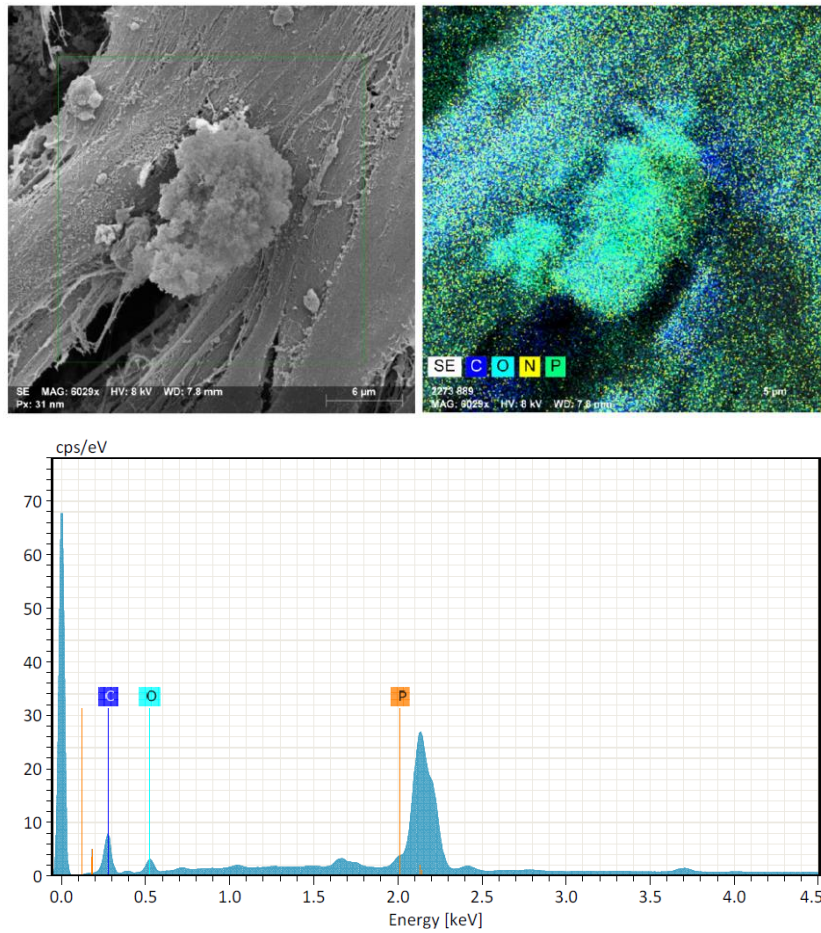 SE MAG: 6029x HV: 8 kV WD: 7.8 mm
Px: 31 nm
6 µm
SE C O N P
2273 889
5 µm
MAG: 6029x HV: 8 kV WD: 7.8 mm
cps/eV
70
60
50
40
30
20
10
0
C O P
0.0 0.5 1.0 1.5 2.0 2.5 3.0 3.5 4.0 4.5
Energy [keV]